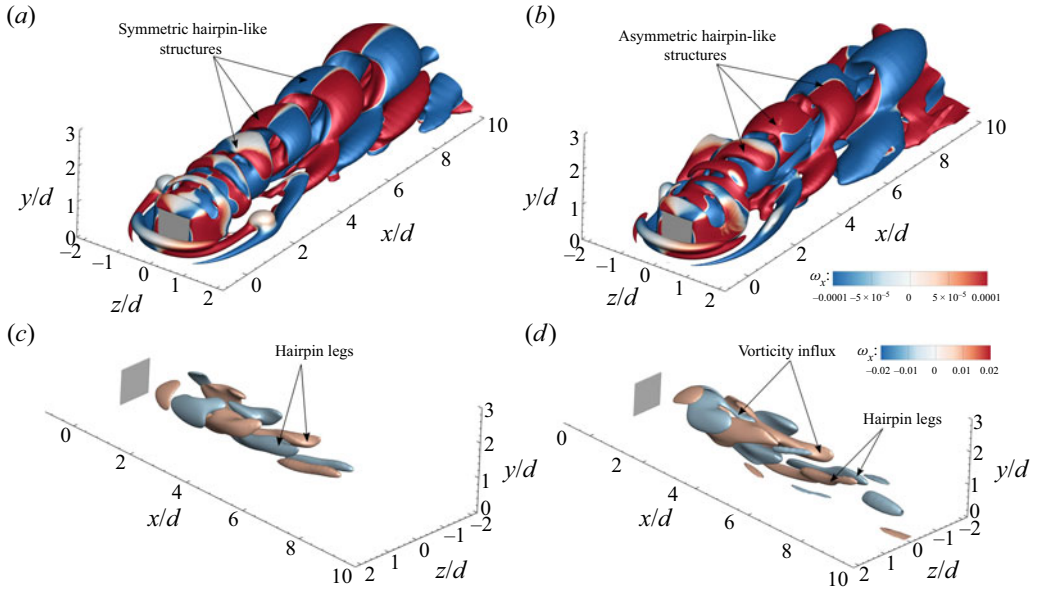 (a)
Symmetric hairpin-like
structures
3
2
y/d
1
0
−2
−1
0
z/d
1
2
0
2
x/d
4
6
8
10
(b)
Asymmetric hairpin-like
structures
3
2
y/d
1
0
−2
−1
0
z/d
1
2
0
2
x/d
4
6
8
10
ωx:
−0.0001 −5 × 10−5 0 5 × 10−5 0.0001
(c)
Hairpin legs
0
2
4
x/d
6
8
10
3
2
y/d
1
0
−2
−1
0
z/d
1
2
(d)
Vorticity influx
ωx:
−0.02 −0.01 0 0.01 0.02
Hairpin legs
0
2
4
x/d
6
8
10
3
2
y/d
1
0
−2
−1
0
z/d
1
2